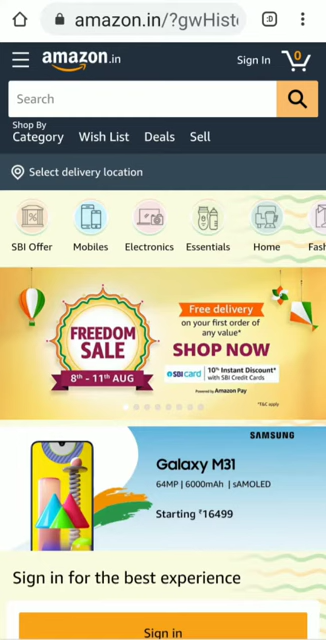 amazon.in/?gwHist
:D
amazon.in
Sign In
0
Search
Shop By
Category
Wish List
Deals
Sell
Select delivery location
SBI Offer
Mobiles
Electronics
Essentials
Home
Fash
FREEDOM
SALE
8th - 11th AUG
Free delivery
on your first order of
any value*
SHOP NOW
SBI card
10% Instant Discount*
with SBI Credit Cards
Powered by Amazon Pay
*T&C apply
SAMSUNG
Galaxy M31
64MP | 6000mAh | sAMOLED
Starting ₹16499
Sign in for the best experience
Sign in